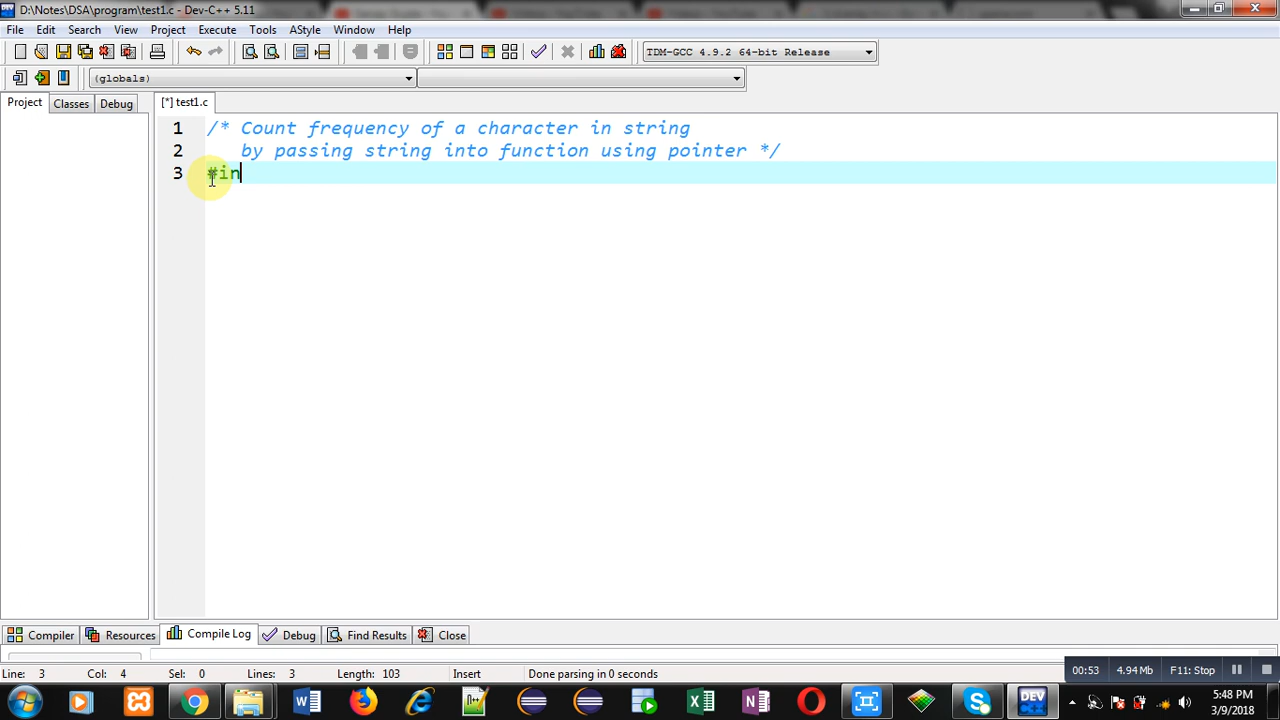 D:\Notes\DSA\program\test1.c - Dev-C++ 5.11
File Edit Search View Project Execute Tools AStyle Window Help
TDM-GCC 4.9.2 64-bit Release
(globals)
Project Classes Debug
[*] test1.c
1 /* Count frequency of a character in string
2 by passing string into function using pointer */
3 #in
Compiler Resources Compile Log Debug Find Results Close
Line: 3 Col: 4 Sel: 0 Lines: 3 Length: 103 Insert Done parsing in 0 seconds
00:53 4.94 Mb F11: Stop
DEV
5:48 PM
3/9/2018